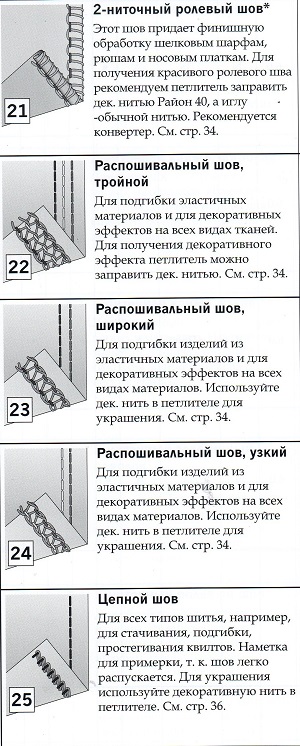 2-ниточный ролевый шов*
Этот шов придает финишную
обработку шелковым шарфам,
рюшам и носовым платкам. Для
получения красивого ролевого шва
рекомендуем петлитель заправить
дек. нитью Район 40, а иглу
-обычной нитью. Рекомендуется
конвертер. См. стр. 34.
21
Распошивальный шов,
тройной
Для подгибки эластичных
материалов и для декоративных
эффектов на всех видах тканей.
Для получения декоративного
эффекта петлитель можно
заправить дек. нитью. См. стр. 34.
22
Распошивальный шов,
широкий
Для подгибки изделий из
эластичных материалов и для
декоративных эффектов на всех
видах материалов. Используйте
дек. нить в петлителе для
украшения. См. стр. 34.
23
Распошивальный шов, узкий
Для подгибки изделий из
эластичных материалов и для
декоративных эффектов на всех
видах материалов. Используйте
дек. нить в петлителе для
украшения. См. стр. 34.
24
Цепной шов
Для всех типов шитья, например,
для стачивания, подгибки,
простегивания квилтов. Наметка
для примерки, т. к. шов легко
распускается. Для украшения
используйте декоративную нить в
петлителе. См. стр. 36.
25